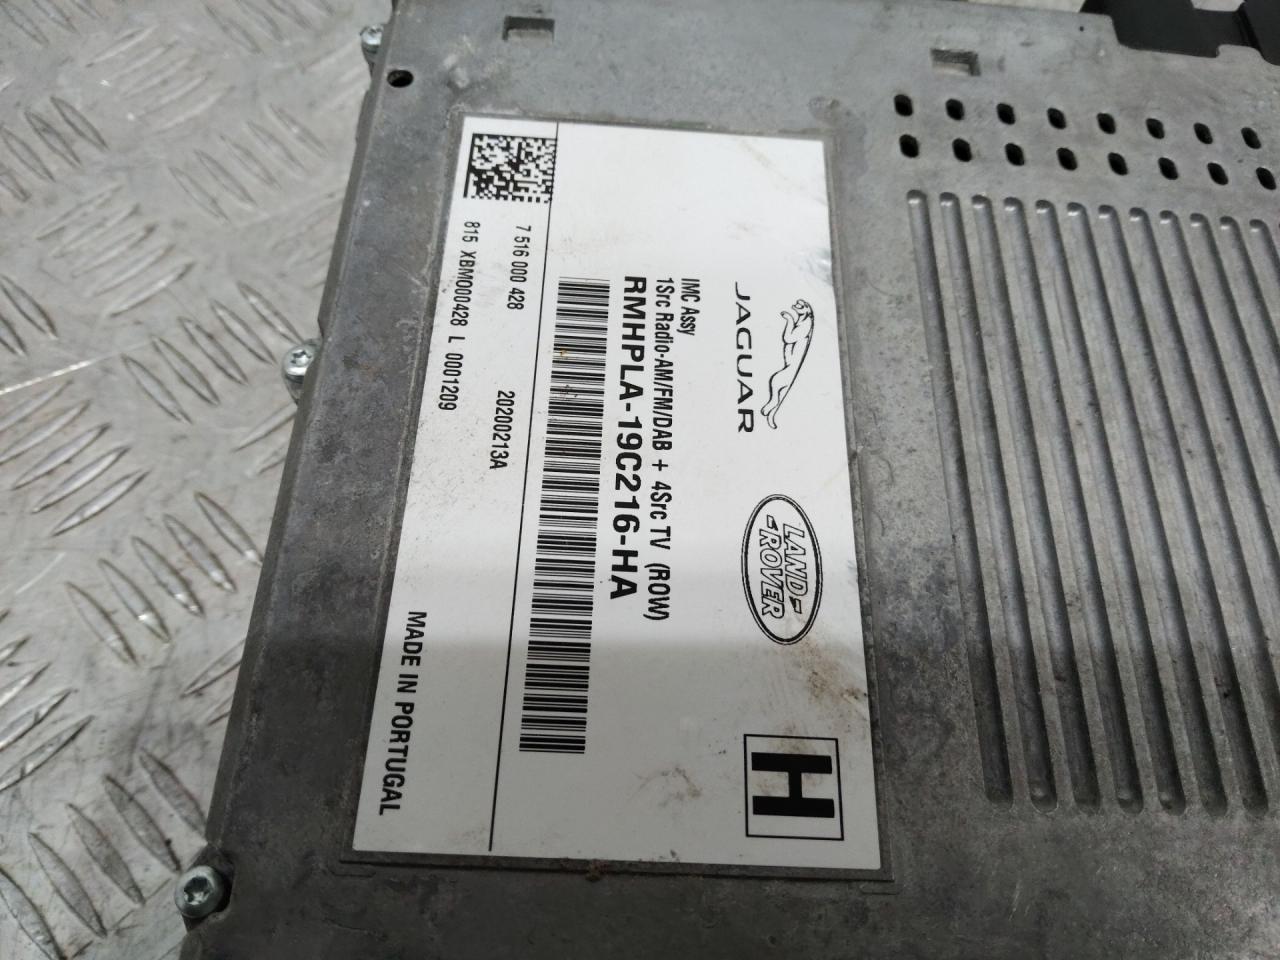 JAGUAR
LAND-
-ROVER
H
IMC Assy
1Src Radio-AM/FM/DAB + 4Src TV (ROW)
RMHPLA-19C216-HA
7 516 000 428 20200213A
815 XBM000428 L 0001209
MADE IN PORTUGAL